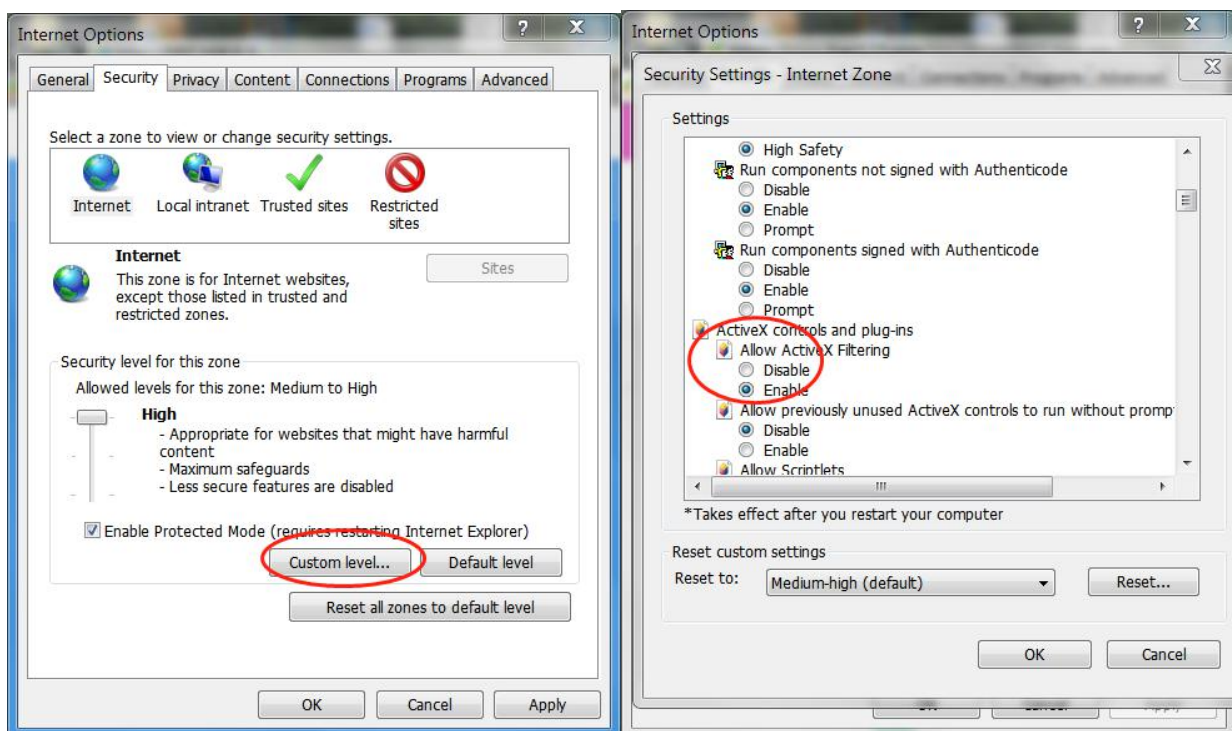 Internet Options
General Security Privacy Content Connections Programs Advanced
Select a zone to view or change security settings.
Internet
Local intranet
Trusted sites
Restricted
sites
Internet
This zone is for Internet websites,
except those listed in trusted and
restricted zones.
Sites
Security level for this zone
Allowed levels for this zone: Medium to High
High
- Appropriate for websites that might have harmful
content
- Maximum safeguards
- Less secure features are disabled
Enable Protected Mode (requires restarting Internet Explorer)
Custom level...
Default level
Reset all zones to default level
OK
Cancel
Apply
Internet Options
Security Settings - Internet Zone
Settings
High Safety
Run components not signed with Authenticode
Disable
Enable
Prompt
Run components signed with Authenticode
Disable
Enable
Prompt
ActiveX controls and plug-ins
Allow ActiveX Filtering
Disable
Enable
Allow previously unused ActiveX controls to run without promp
Disable
Enable
Allow Scriptlets
*Takes effect after you restart your computer
Reset custom settings
Reset to:
Medium-high (default)
Reset...
OK
Cancel